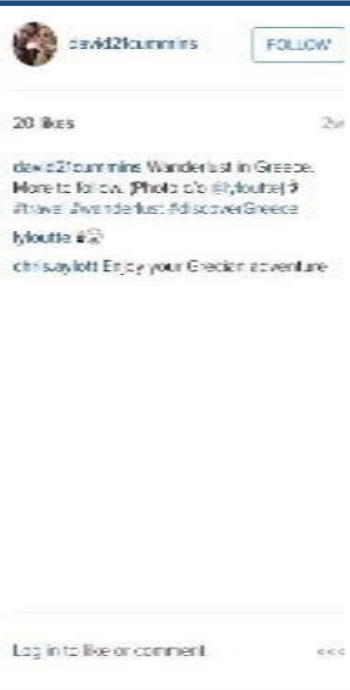 david21cummins FOLLOW
20 likes 2w
david21cummins Wanderlust in Greece.
More to follow. (Photo c/o @lyloutte)
#travel #wanderlust #discoverGreece
lyloutte
chrisaylott Enjoy your Grecian adventure
Log in to like or comment